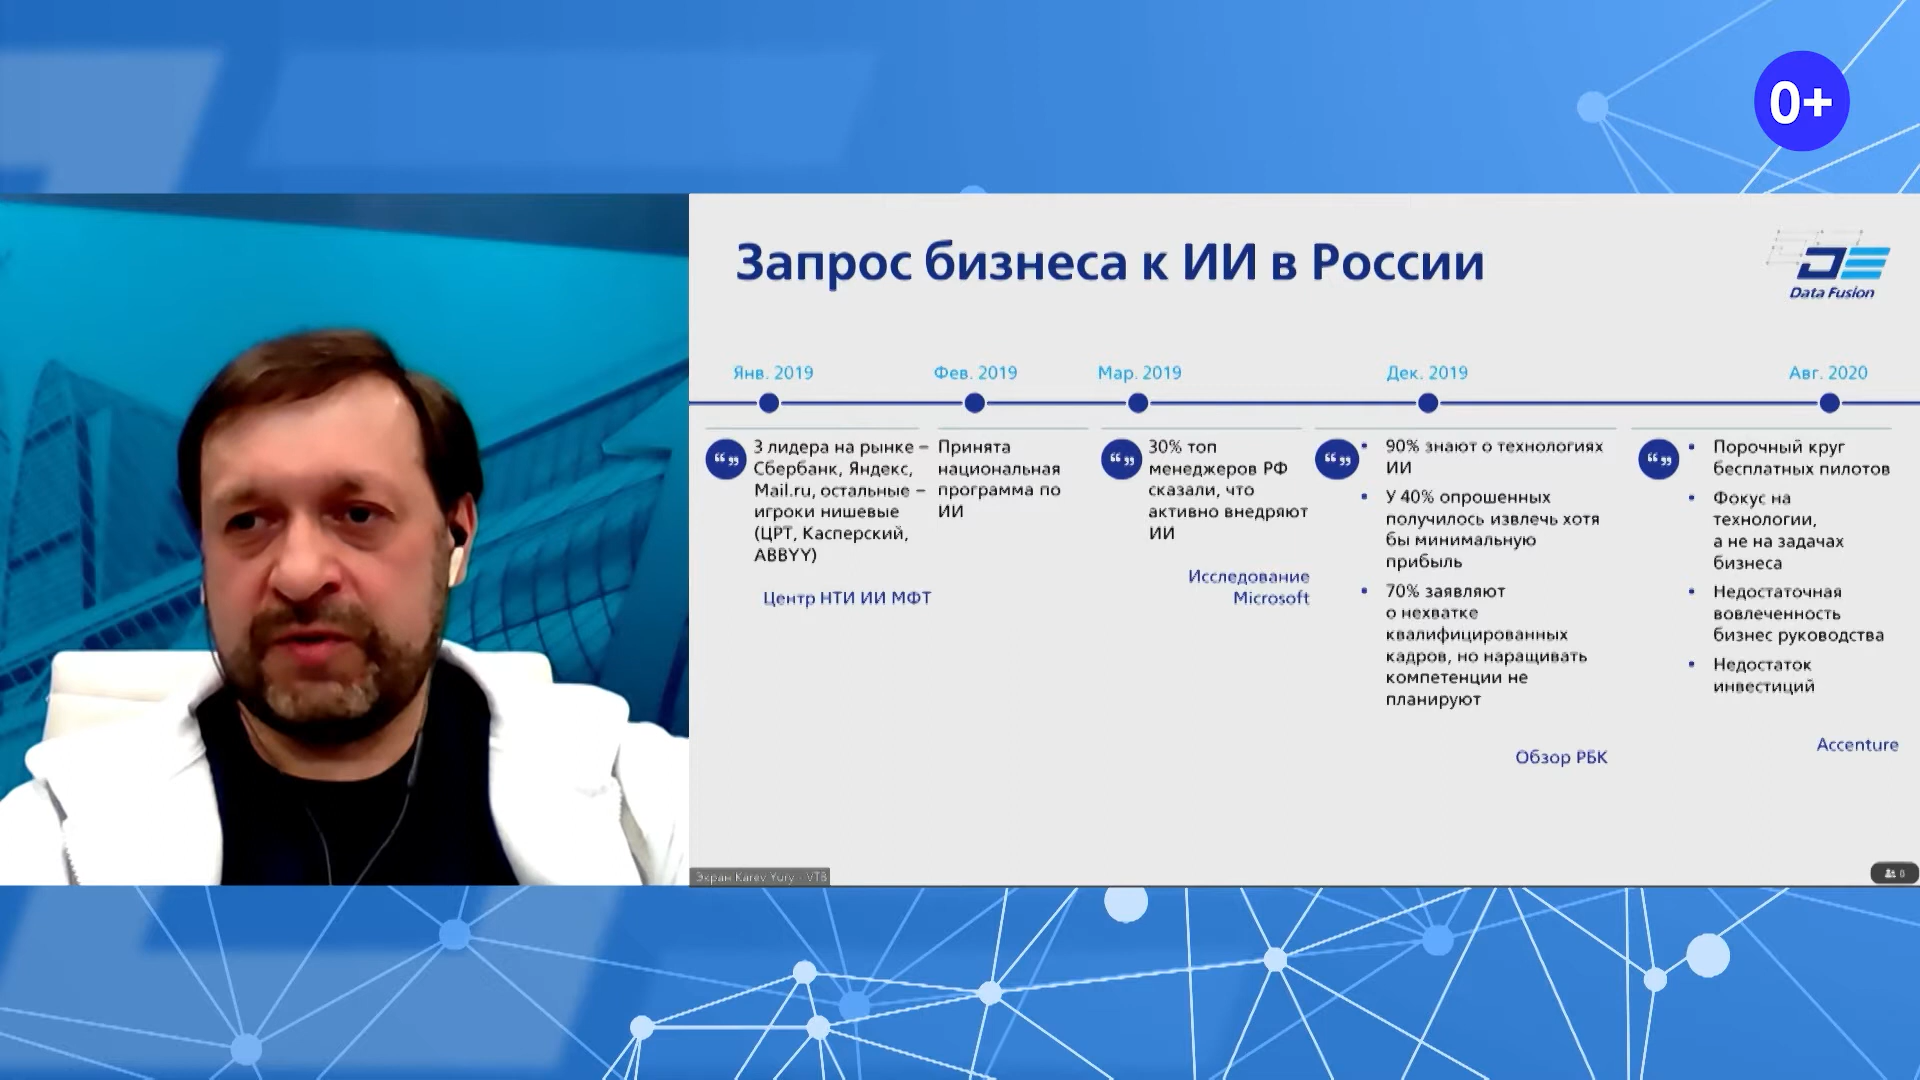 0+
Запрос бизнеса к ИИ в России
Data Fusion
Янв. 2019
Фев. 2019
Мар. 2019
Дек. 2019
Авг. 2020
3 лидера на рынке –
Сбербанк, Яндекс,
Mail.ru, остальные –
игроки нишевые
(ЦРТ, Касперский,
ABBYY)
Центр НТИ ИИ МФТ
Принята
национальная
программа по
ИИ
30% топ
менеджеров РФ
сказали, что
активно внедряют
ИИ
Исследование
Microsoft
• 90% знают о технологиях
ИИ
• У 40% опрошенных
получилось извлечь хотя
бы минимальную
прибыль
• 70% заявляют
о нехватке
квалифицированных
кадров, но наращивать
компетенции не
планируют
Обзор РБК
• Порочный круг
бесплатных пилотов
• Фокус на
технологии,
а не на задачах
бизнеса
• Недостаточная
вовлеченность
бизнес руководства
• Недостаток
инвестиций
Accenture
Экран Karev Yury - VTB